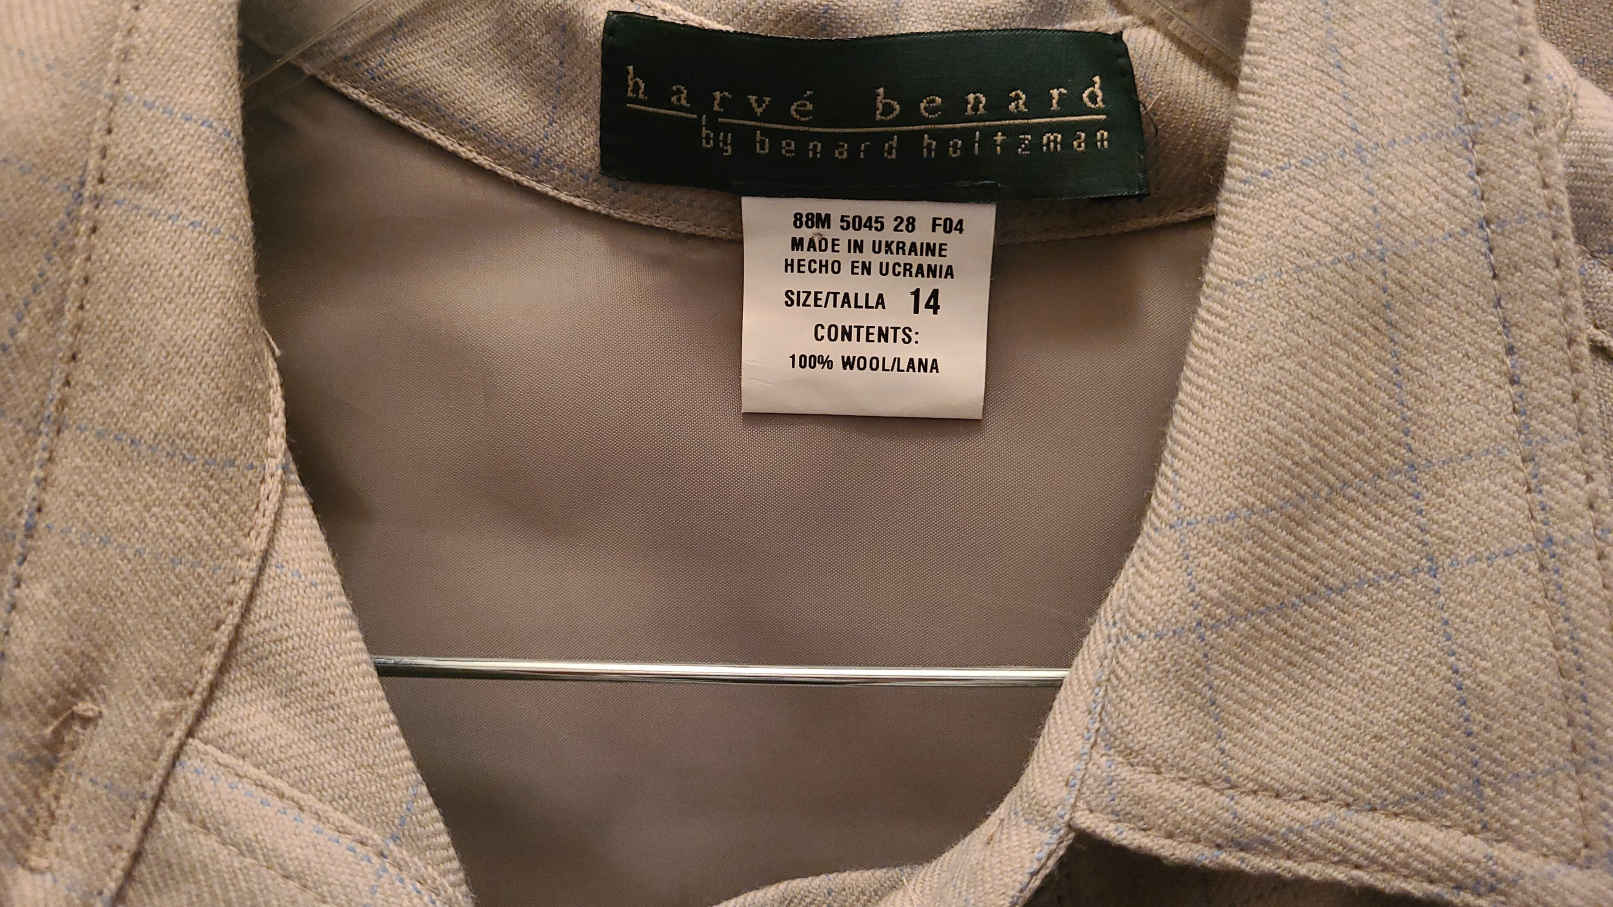 harvé benard
by benard holtzman
88M 5045 28 F04
MADE IN UKRAINE
HECHO EN UCRANIA
SIZE/TALLA 14
CONTENTS:
100% WOOL/LANA